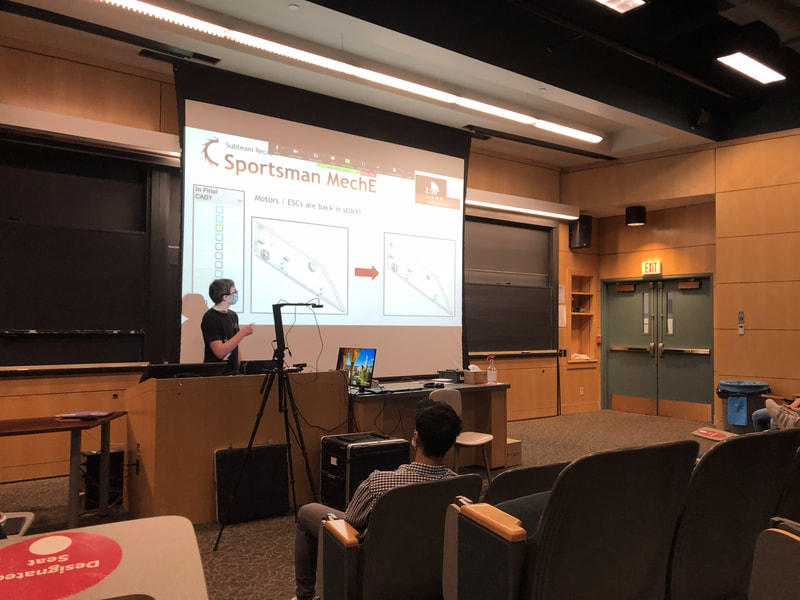 Subteam Rec
Sportsman MechE
In Final
CAD?
Motors / ESCs are back in stock!
EXIT
Designated
Seat